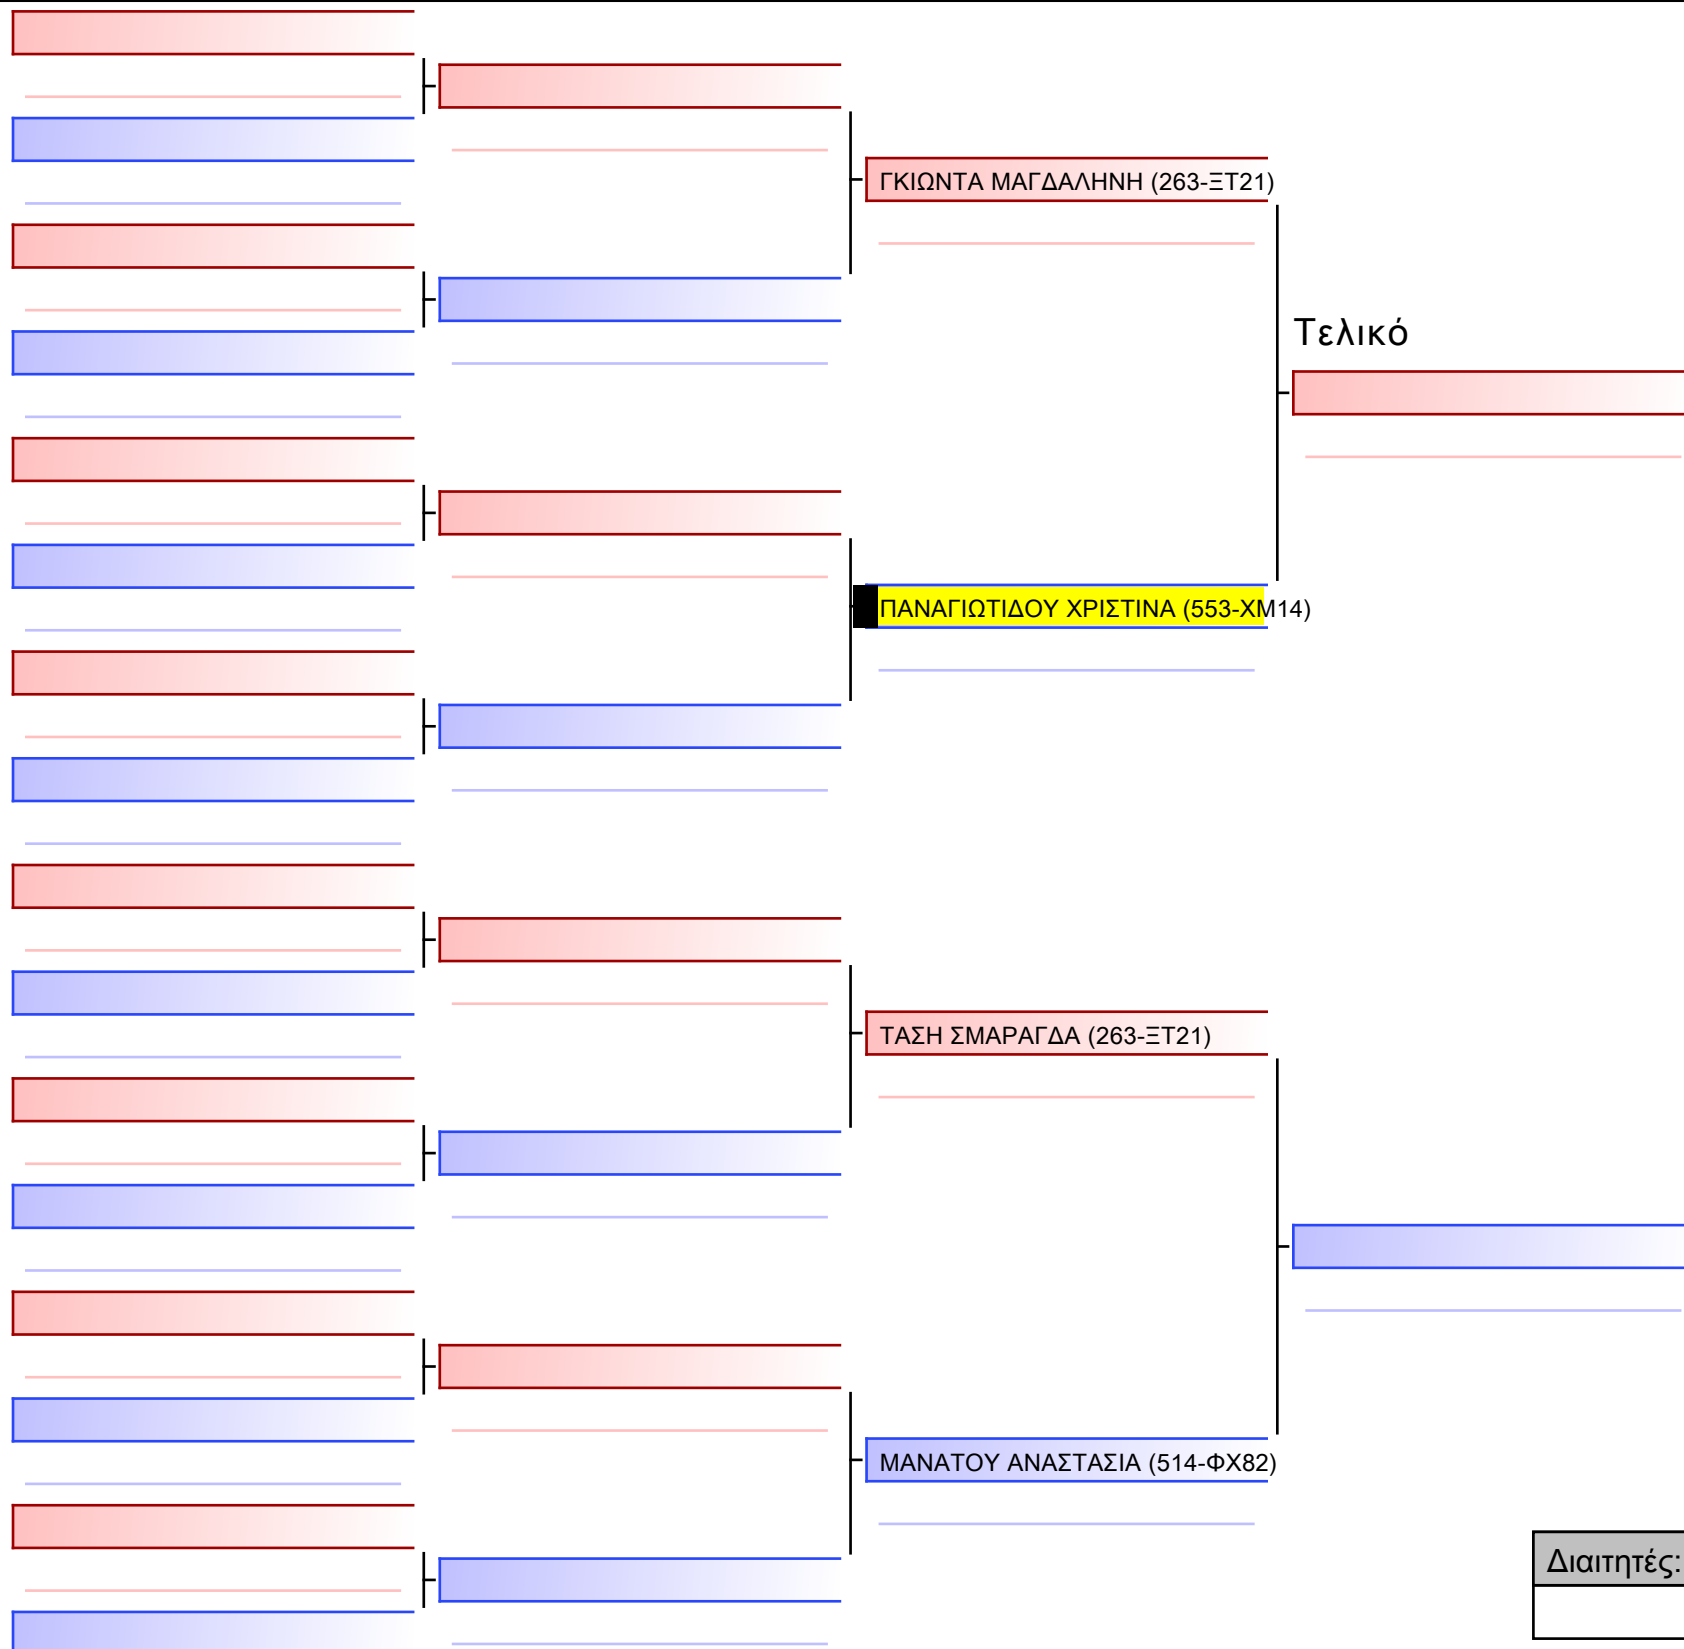 ΓΚΙΩΝΤΑ ΜΑΓΔΑΛΗΝΗ (263-ΞΤ21)
Τελικό
ΠΑΝΑΓΙΩΤΙΔΟΥ ΧΡΙΣΤΙΝΑ (553-ΧΜ14)
ΤΑΣΗ ΣΜΑΡΑΓΔΑ (263-ΞΤ21)
ΜΑΝΑΤΟΥ ΑΝΑΣΤΑΣΙΑ (514-ΦΧ82)
Διαιτητές: